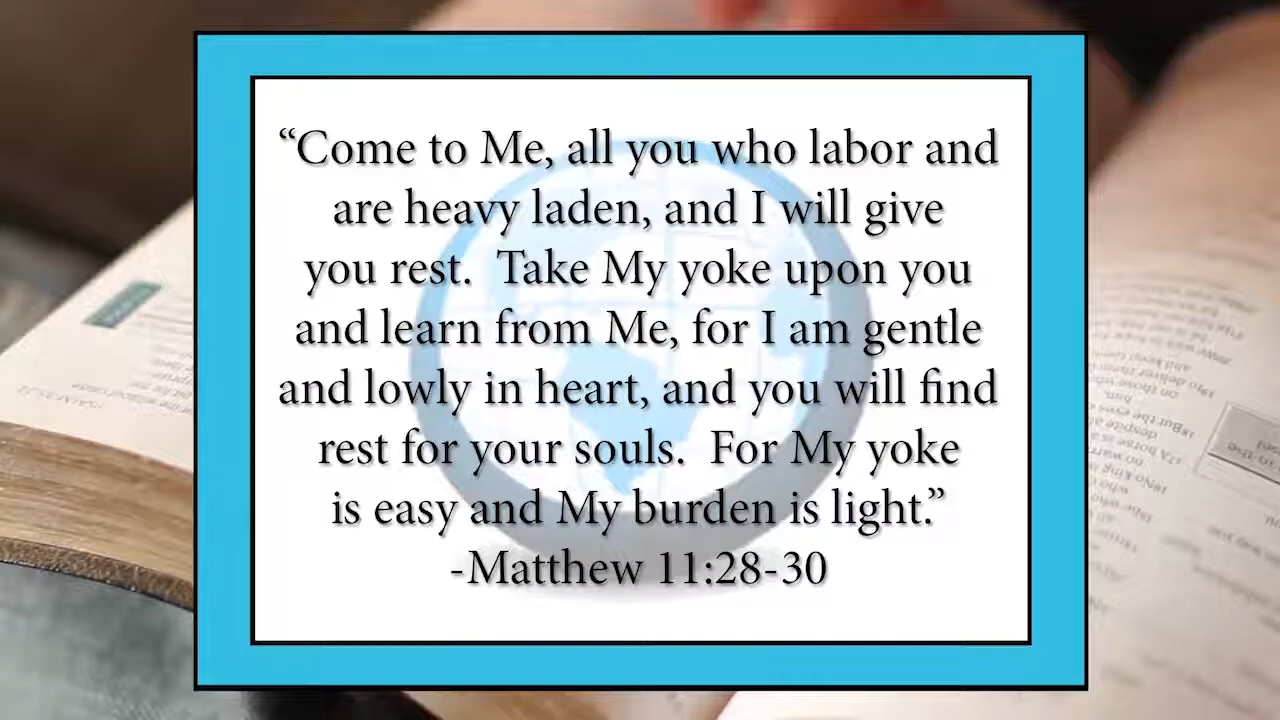 “Come to Me, all you who labor and
are heavy laden, and I will give
you rest.  Take My yoke upon you
and learn from Me, for I am gentle
and lowly in heart, and you will find
rest for your souls.  For My yoke
is easy and My burden is light.”
-Matthew 11:28-30